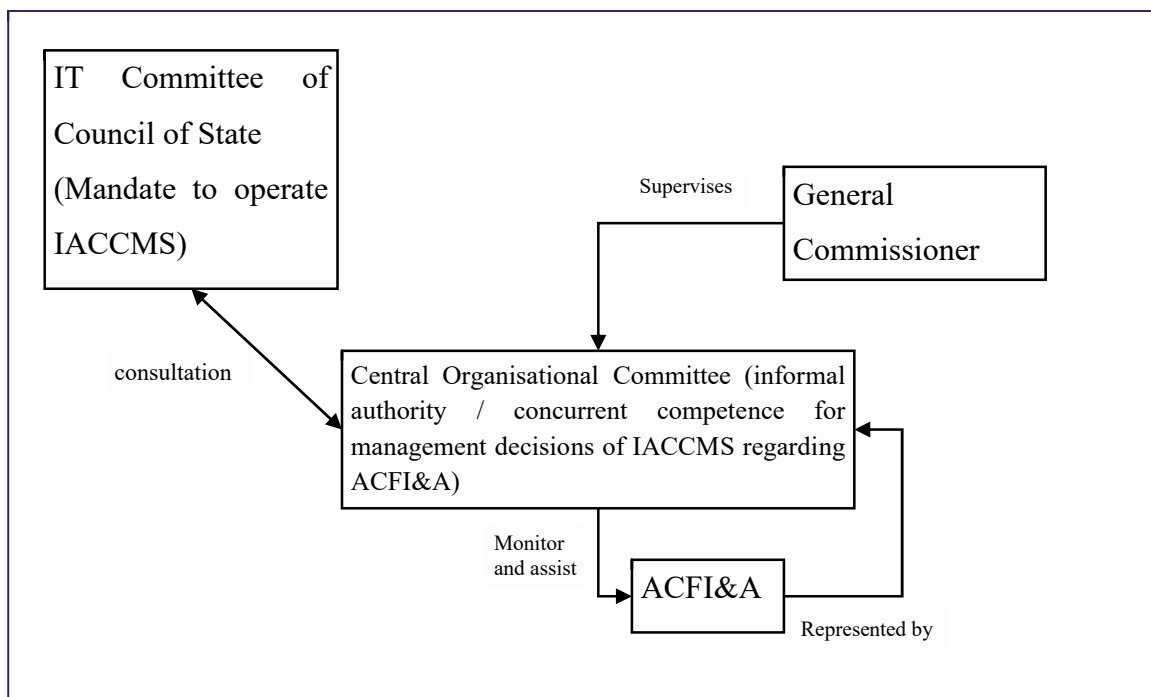 IT Committee of
Council of State
(Mandate to operate
IACCMS)
Supervises
General
Commissioner
consultation
Central Organisational Committee (informal
authority / concurrent competence for
management decisions of IACCMS regarding
ACFI&A)
Monitor
and assist
ACFI&A
Represented by